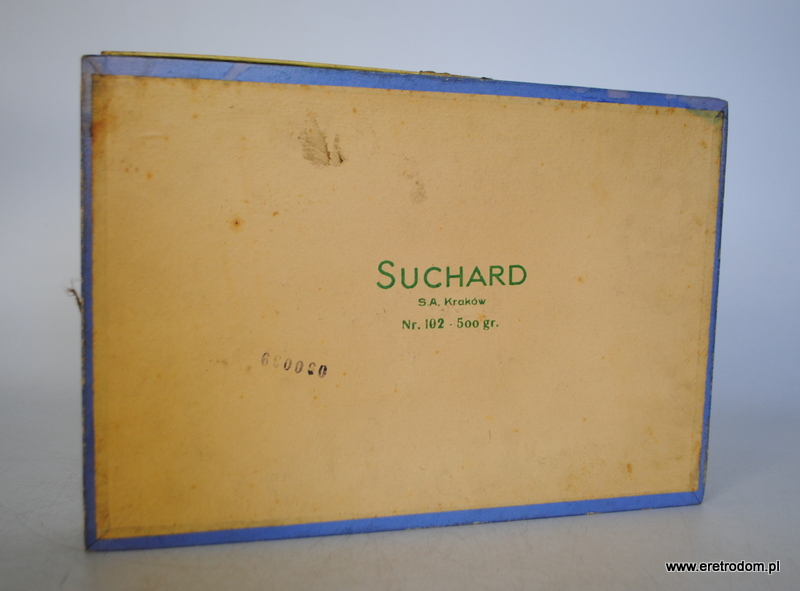 SUCHARD
S.A. Kraków
Nr. 102 - 500 gr.
www.eretrodom.pl